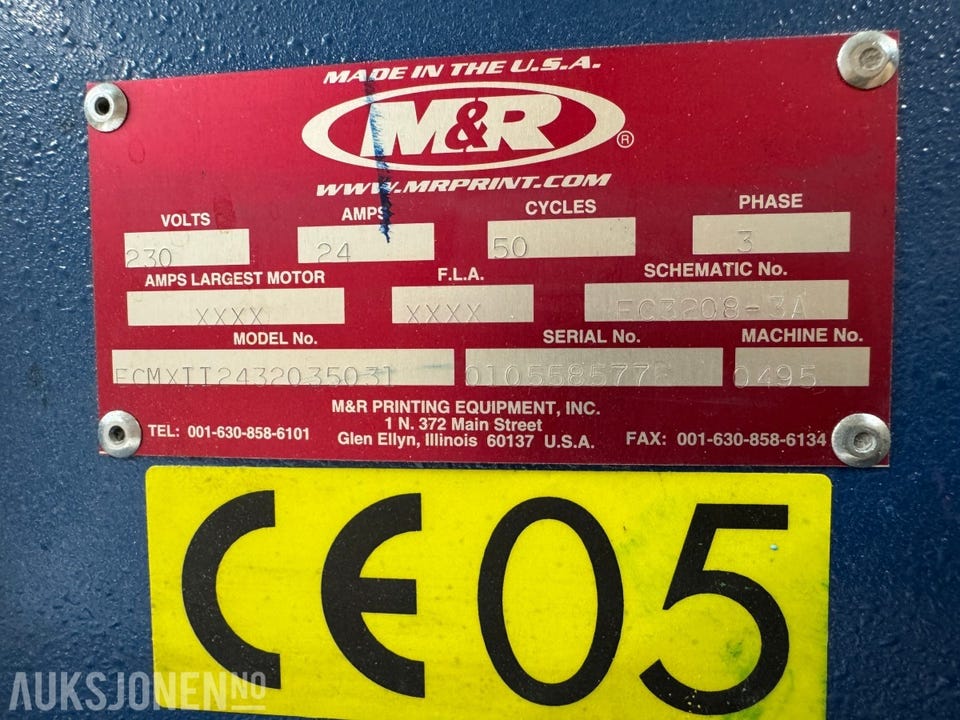 MADE IN THE U.S.A.
M&R ®
WWW.MRPRINT.COM
VOLTS AMPS CYCLES PHASE
230 24 50 3
AMPS LARGEST MOTOR F.L.A. SCHEMATIC No.
XXXX XXXX EC3208-3A
MODEL No. SERIAL No. MACHINE No.
ECMXII2432035031 0495
M&R PRINTING EQUIPMENT, INC.
1 N. 372 Main Street
TEL: 001-630-858-6101 Glen Ellyn, Illinois 60137 U.S.A. FAX: 001-630-858-6134
CE05
AUKSJONEN.NO